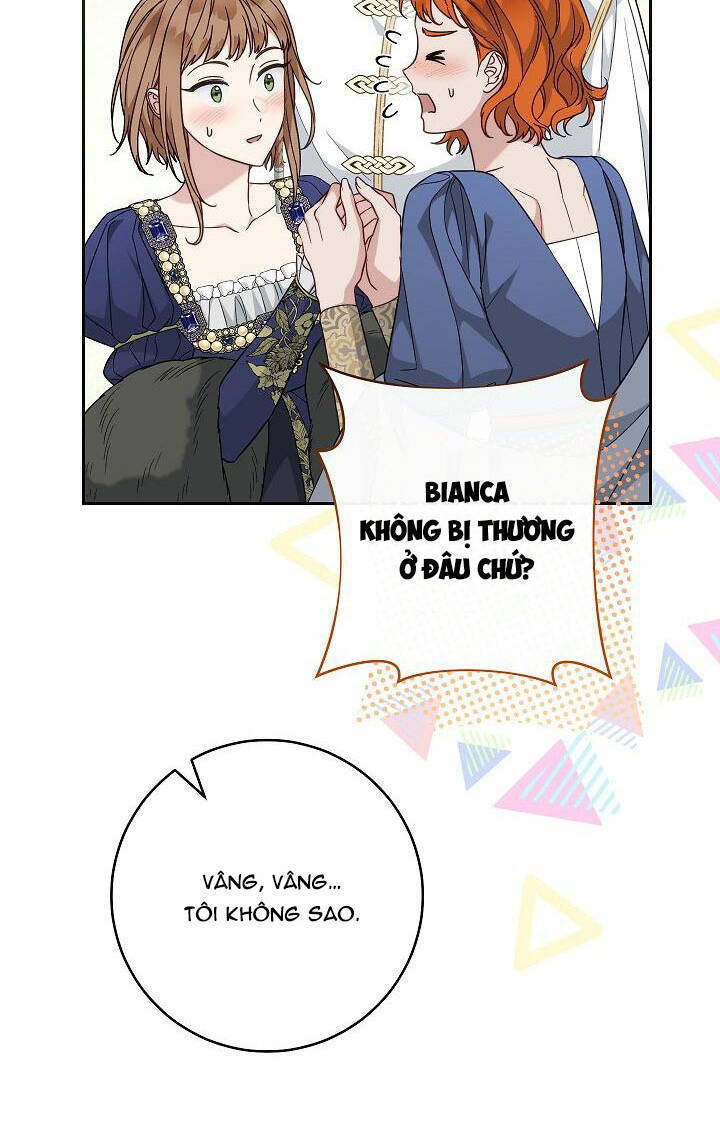 BIANCA
KHÔNG BỊ THƯƠNG
Ở ĐÂU CHỨ?
VÂNG, VÂNG...
TÔI KHÔNG SAO.